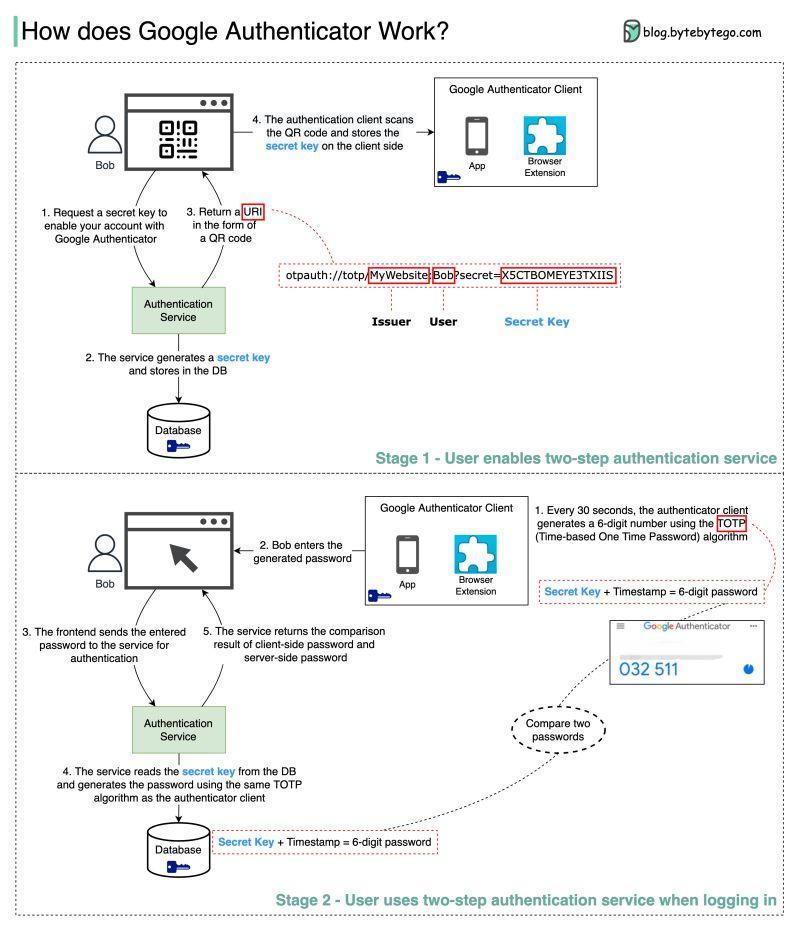 How does Google Authenticator Work?
blog.bytebytego.com
Bob
4. The authentication client scans
the QR code and stores the
secret key on the client side
Google Authenticator Client
App
Browser
Extension
1. Request a secret key to
enable your account with
Google Authenticator
3. Return a URI
in the form of
a QR code
otpauth://totp/MyWebsite:Bob?secret=X5CTBOMEYE3TXIIS
Issuer
User
Secret Key
Authentication
Service
2. The service generates a secret key
and stores in the DB
Database
Stage 1 - User enables two-step authentication service
Bob
2. Bob enters the
generated password
Google Authenticator Client
App
Browser
Extension
1. Every 30 seconds, the authenticator client
generates a 6-digit number using the TOTP
(Time-based One Time Password) algorithm
Secret Key + Timestamp = 6-digit password
Google Authenticator
032 511
3. The frontend sends the entered
password to the service for
authentication
5. The service returns the comparison
result of client-side password and
server-side password
Compare two
passwords
Authentication
Service
4. The service reads the secret key from the DB
and generates the password using the same TOTP
algorithm as the authenticator client
Database
Secret Key + Timestamp = 6-digit password
Stage 2 - User uses two-step authentication service when logging in